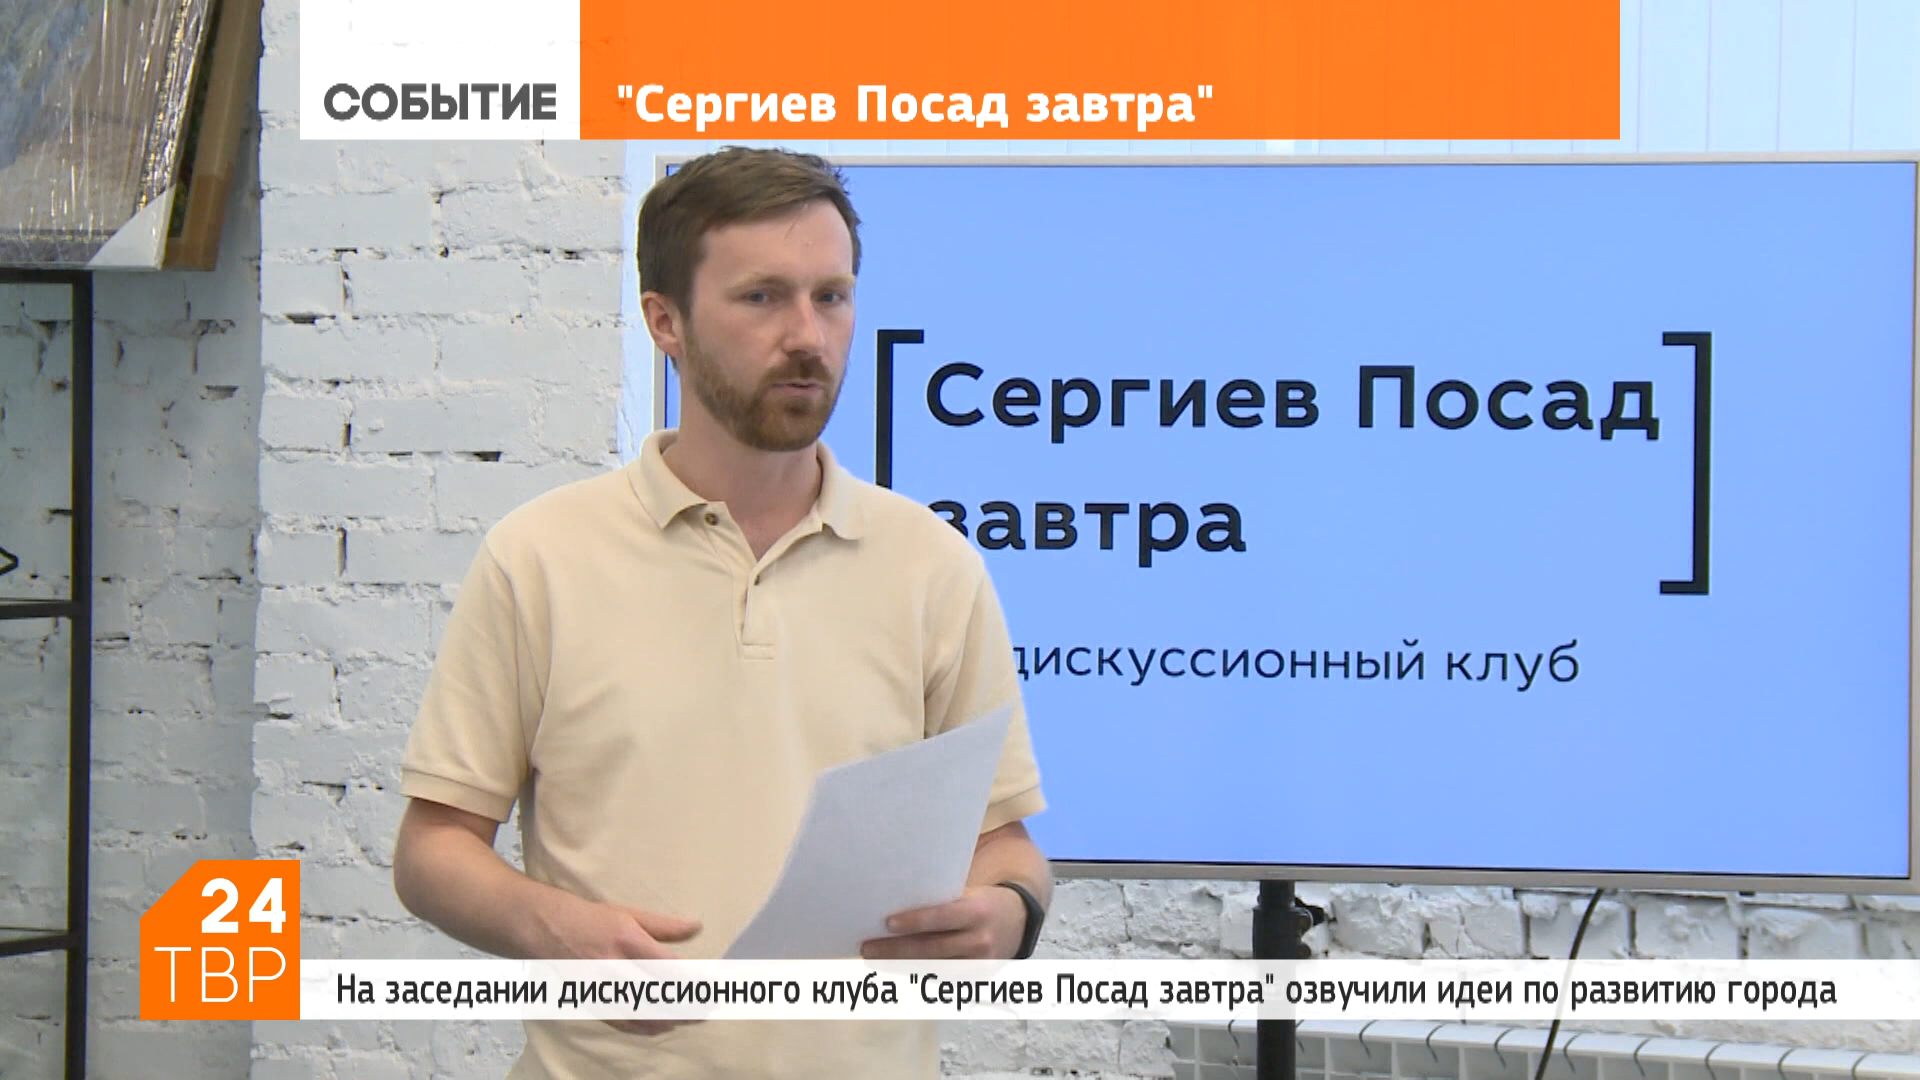 СОБЫТИЕ
"Сергиев Посад завтра"
Сергиев Посад
завтра
дискуссионный клуб
24
ТВР
На заседании дискуссионного клуба "Сергиев Посад завтра" озвучили идеи по развитию города